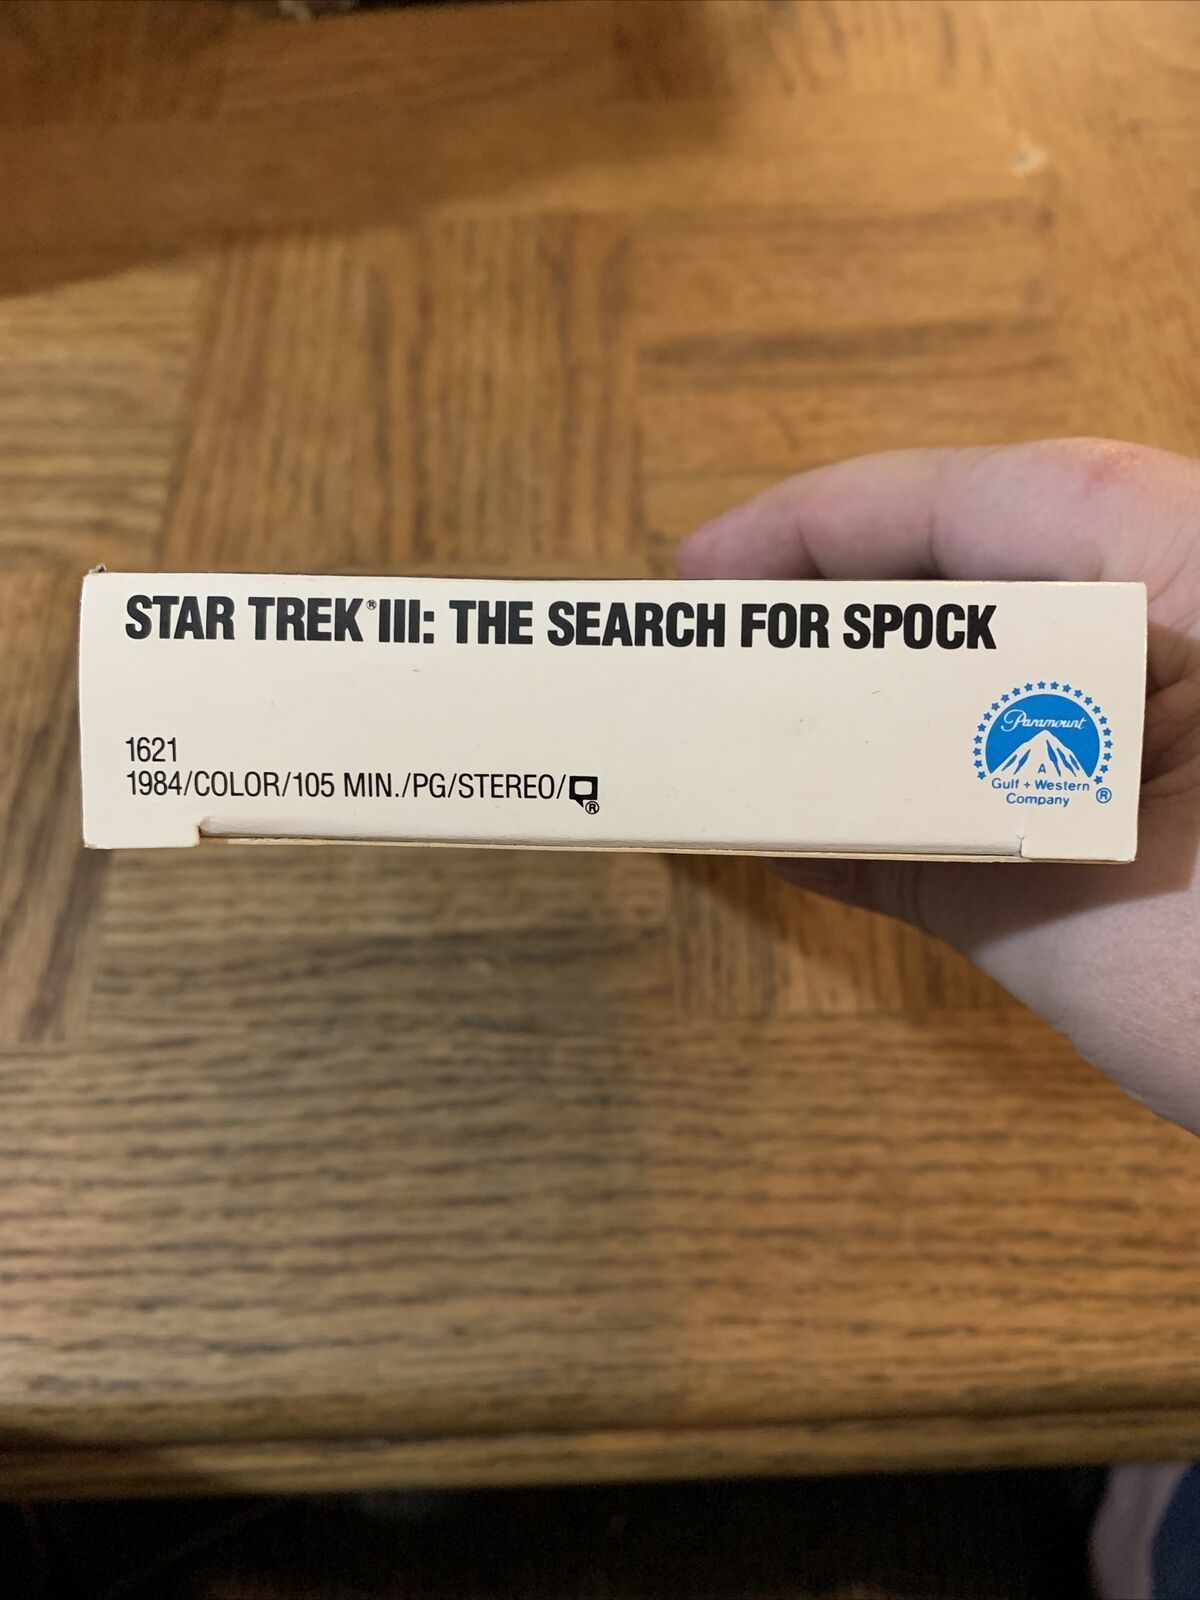 STAR TREK® III: THE SEARCH FOR SPOCK
1621
1984/COLOR/105 MIN./PG/STEREO/®
Paramount
A
Gulf + Western
Company ®